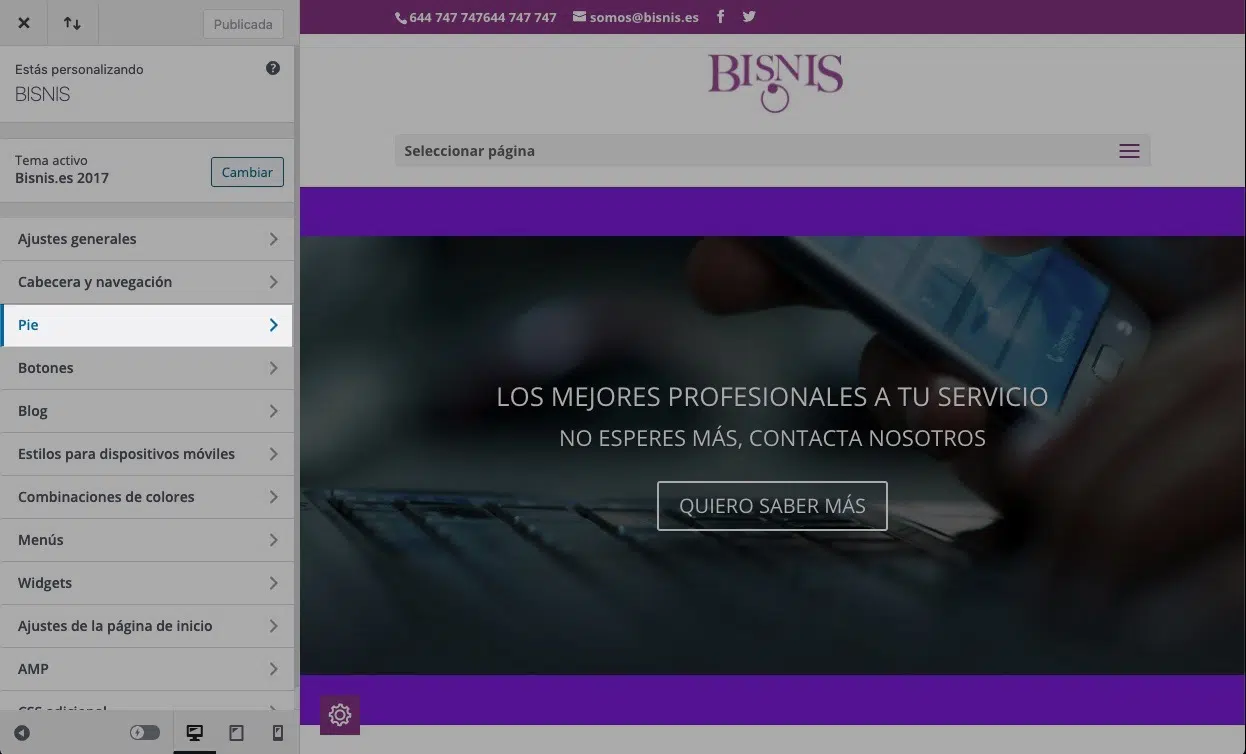 Publicada
Estás personalizando
BISNIS
Tema activo
Bisnis.es 2017
Cambiar
Ajustes generales
Cabecera y navegación
Pie
Botones
Blog
Estilos para dispositivos móviles
Combinaciones de colores
Menús
Widgets
Ajustes de la página de inicio
AMP
CSS adicional
644 747 747644 747 747 somos@bisnis.es
BISNIS
Seleccionar página
LOS MEJORES PROFESIONALES A TU SERVICIO
NO ESPERES MÁS, CONTACTA NOSOTROS
QUIERO SABER MÁS